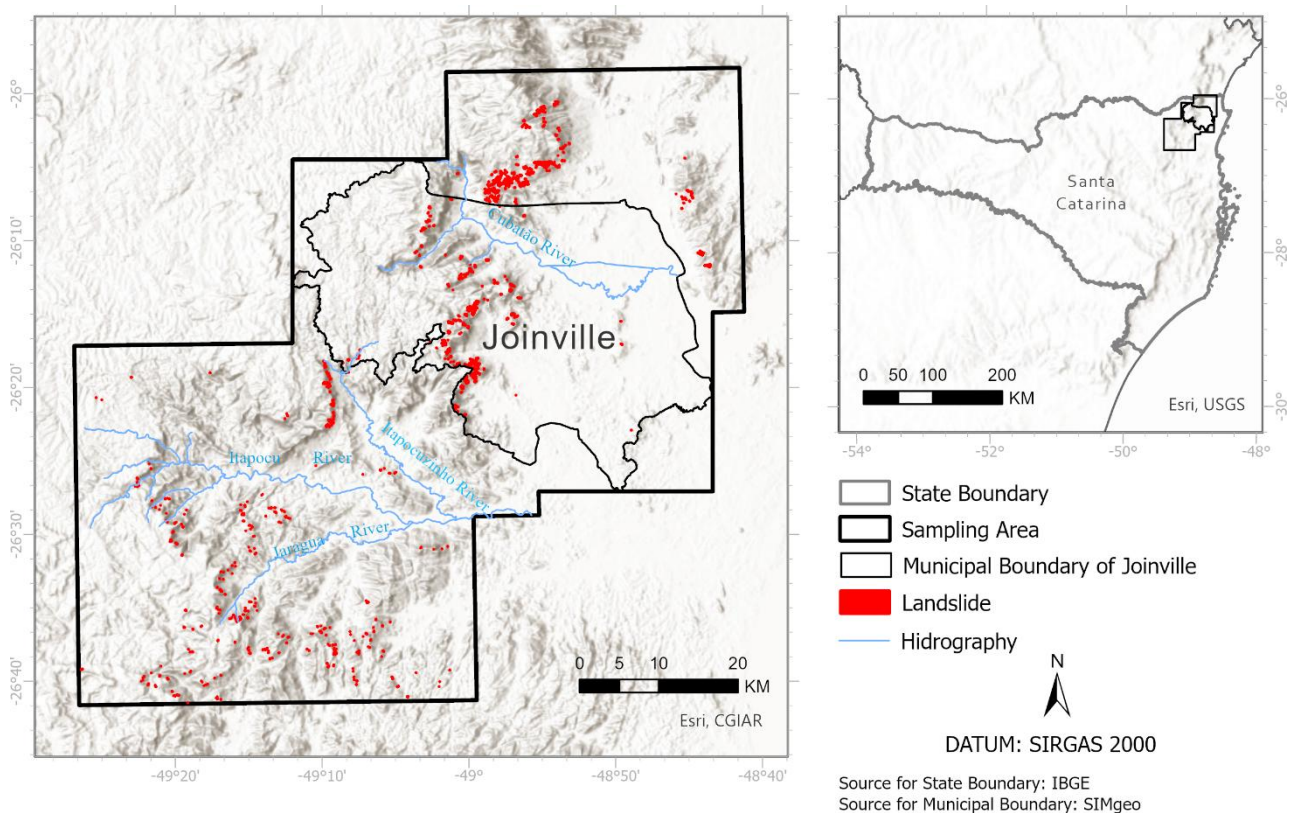 -26°
-26°10'
-26°20'
-26°30'
-26°40'
Cubatão River
Joinville
Itapocuzinho River
Itapocu River
Jaragua River
0 5 10 20
KM
Esri, CGIAR
-49°20'
-49°10'
-49°
-48°50'
-48°40'
Santa
Catarina
0 50 100 200
KM
Esri, USGS
-26°
-28°
-30°
-54°
-52°
-50°
-48°
State Boundary
Sampling Area
Municipal Boundary of Joinville
Landslide
Hidrography
N
DATUM: SIRGAS 2000
Source for State Boundary: IBGE
Source for Municipal Boundary: SIMgeo